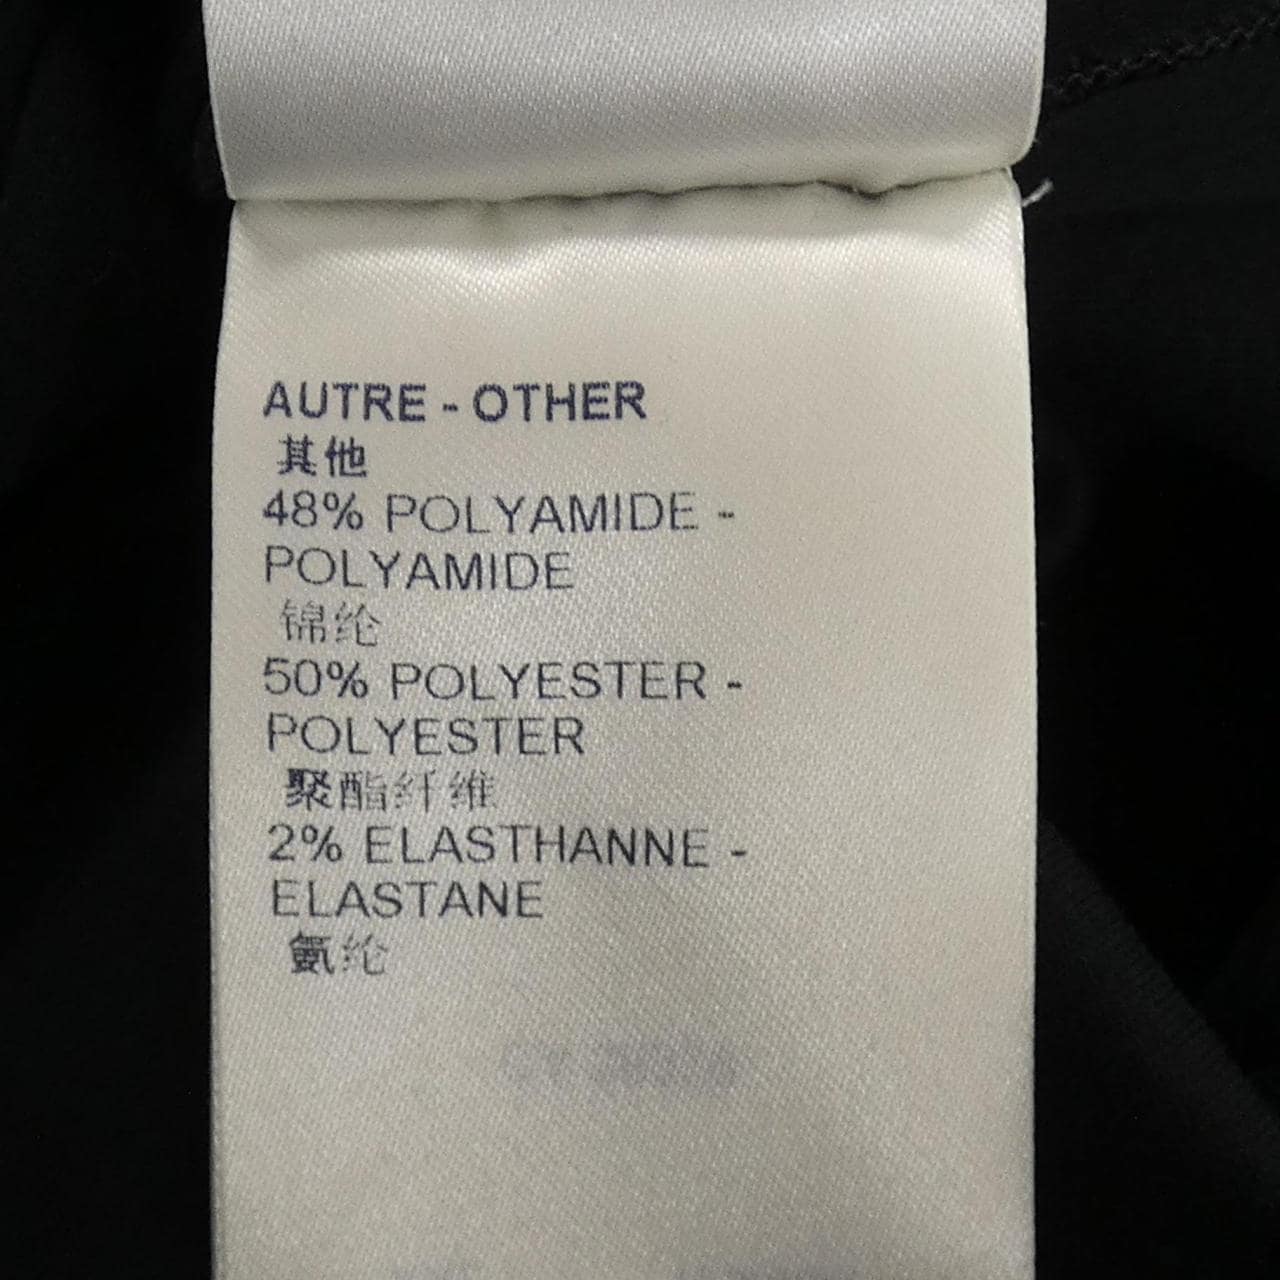 AUTRE - OTHER
其他
48% POLYAMIDE -
POLYAMIDE
锦纶
50% POLYESTER -
POLYESTER
聚酯纤维
2% ELASTHANNE -
ELASTANE
氨纶